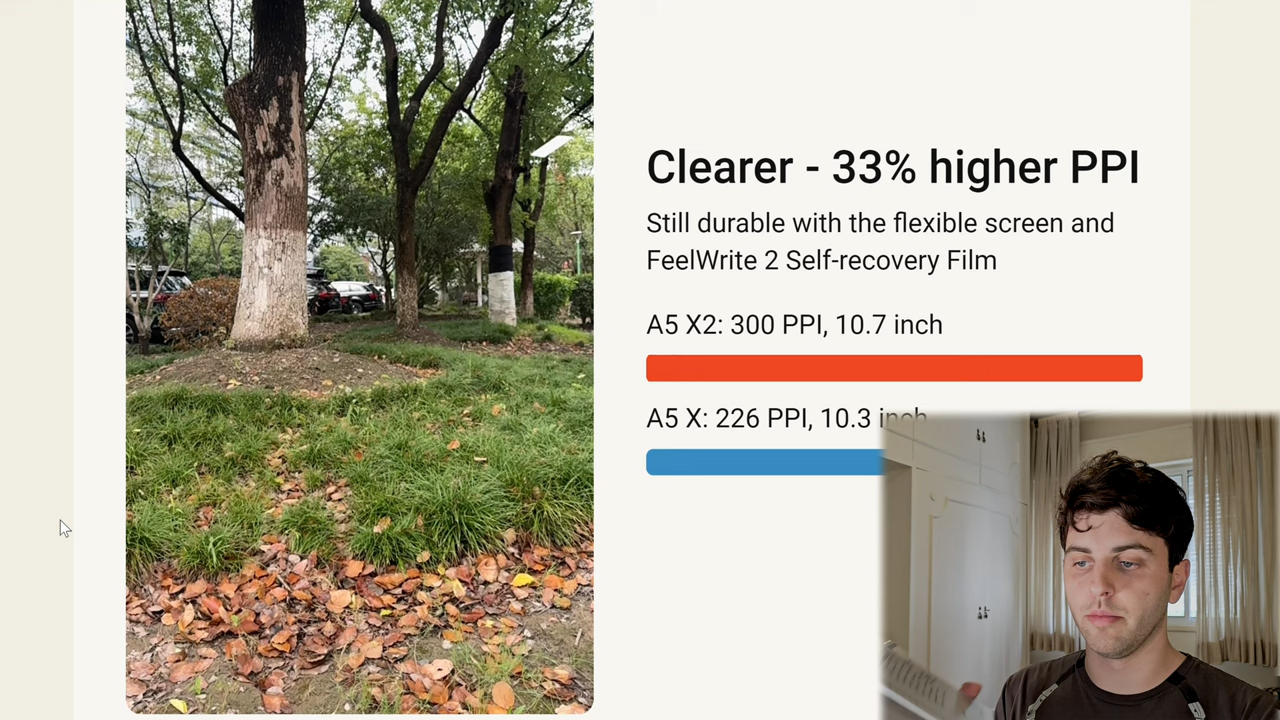 Clearer - 33% higher PPI
Still durable with the flexible screen and
FeelWrite 2 Self-recovery Film
A5 X2: 300 PPI, 10.7 inch
A5 X: 226 PPI, 10.3 inch